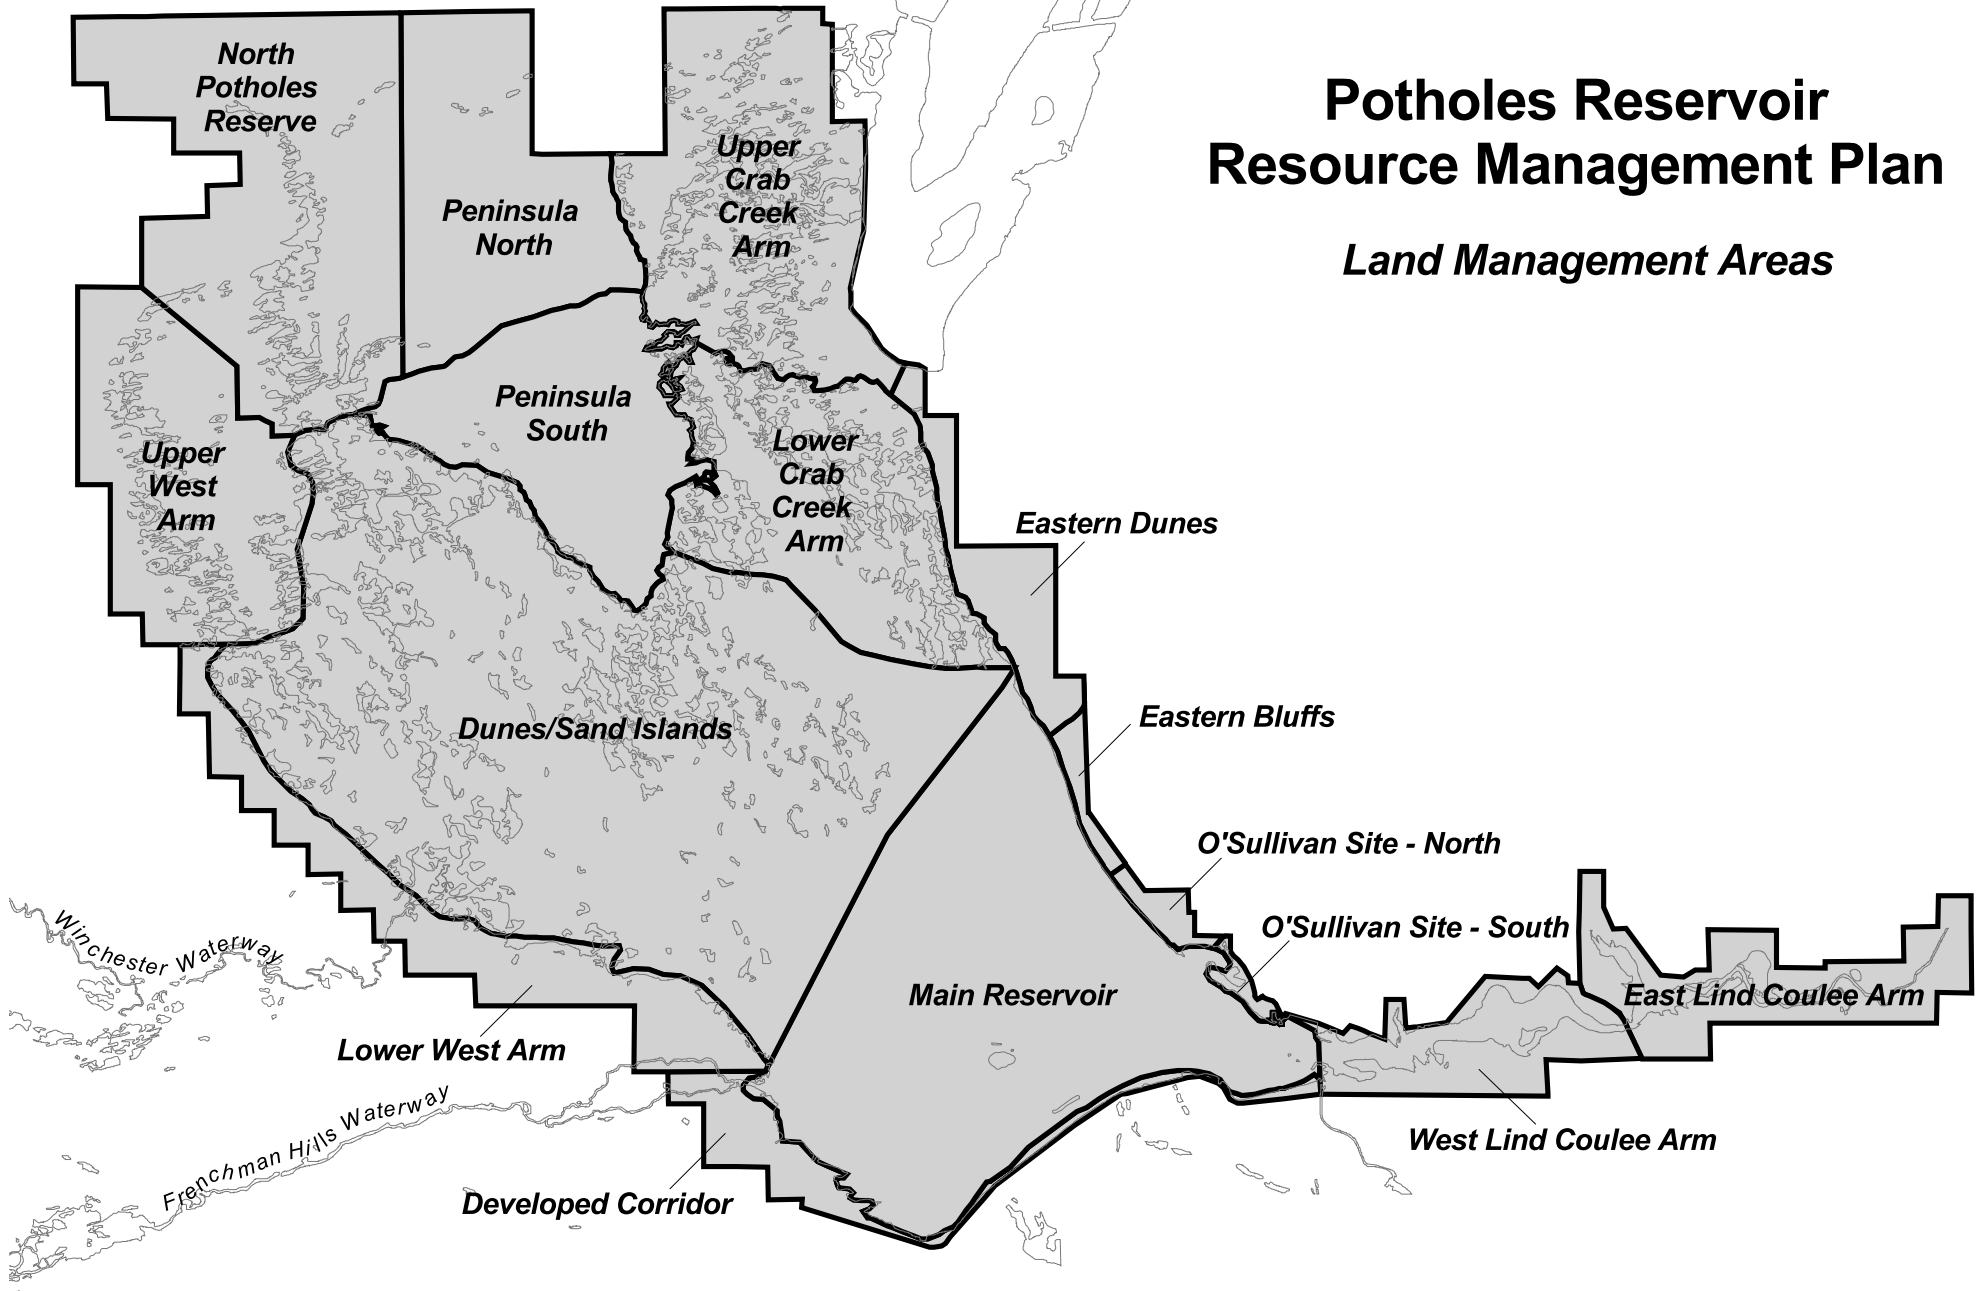 Potholes Reservoir
Resource Management Plan
Land Management Areas
North
Potholes
Reserve
Peninsula
North
Upper
Crab
Creek
Arm
Peninsula
South
Upper
West
Arm
Lower
Crab
Creek
Arm
Eastern Dunes
Dunes/Sand Islands
Eastern Bluffs
O'Sullivan Site - North
O'Sullivan Site - South
Winchester Waterway
Main Reservoir
East Lind Coulee Arm
Lower West Arm
West Lind Coulee Arm
Frenchman Hills Waterway
Developed Corridor